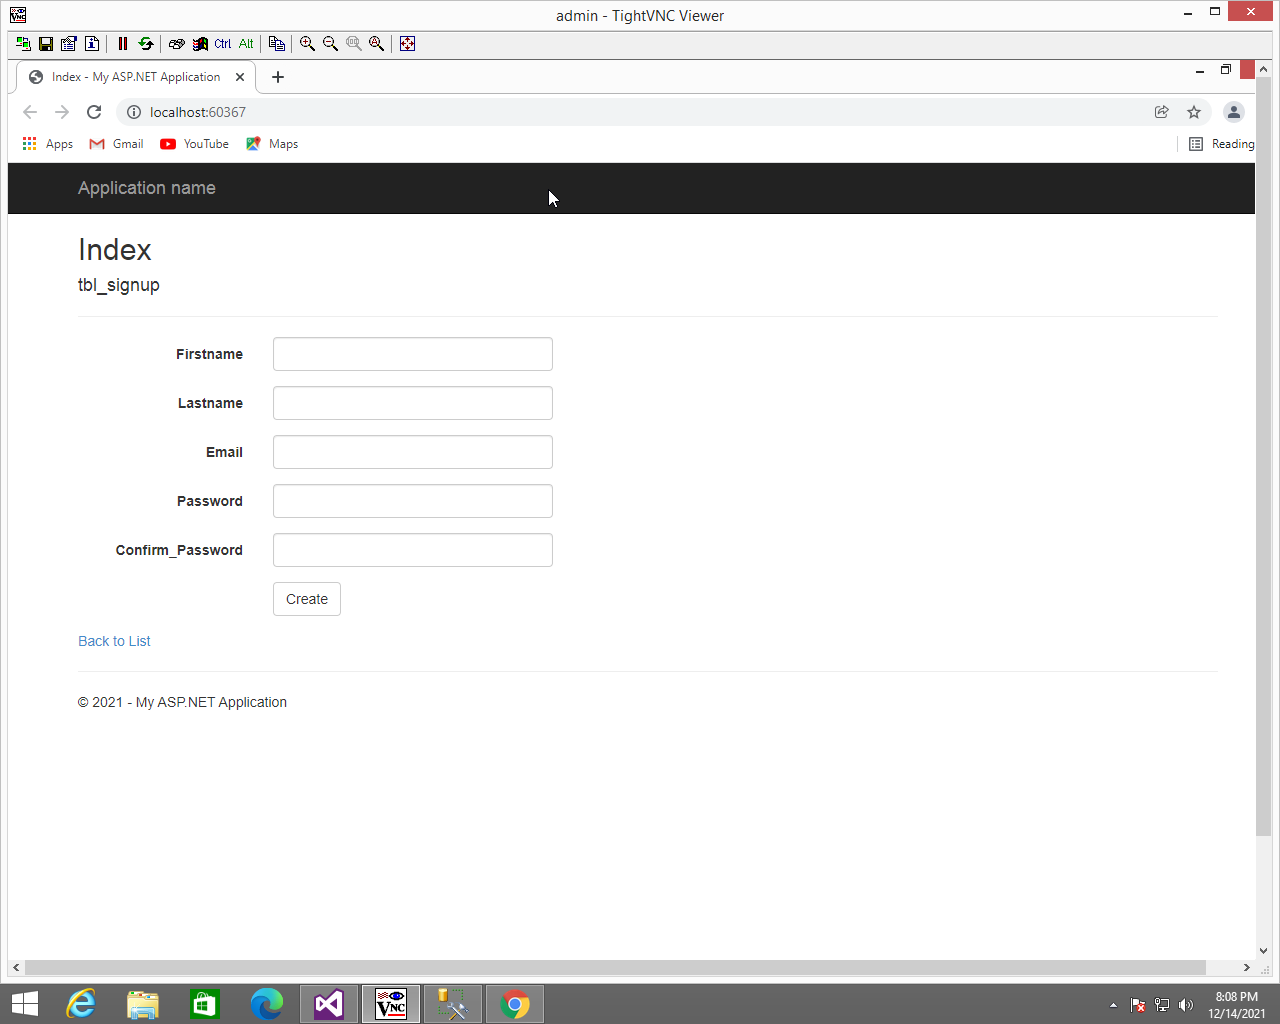 admin - TightVNC Viewer
Ctrl Alt
Index - My ASP.NET Application
localhost:60367
Apps Gmail YouTube Maps Reading
Application name
Index
tbl_signup
Firstname
Lastname
Email
Password
Confirm_Password
Create
Back to List
© 2021 - My ASP.NET Application
VNC
8:08 PM
12/14/2021